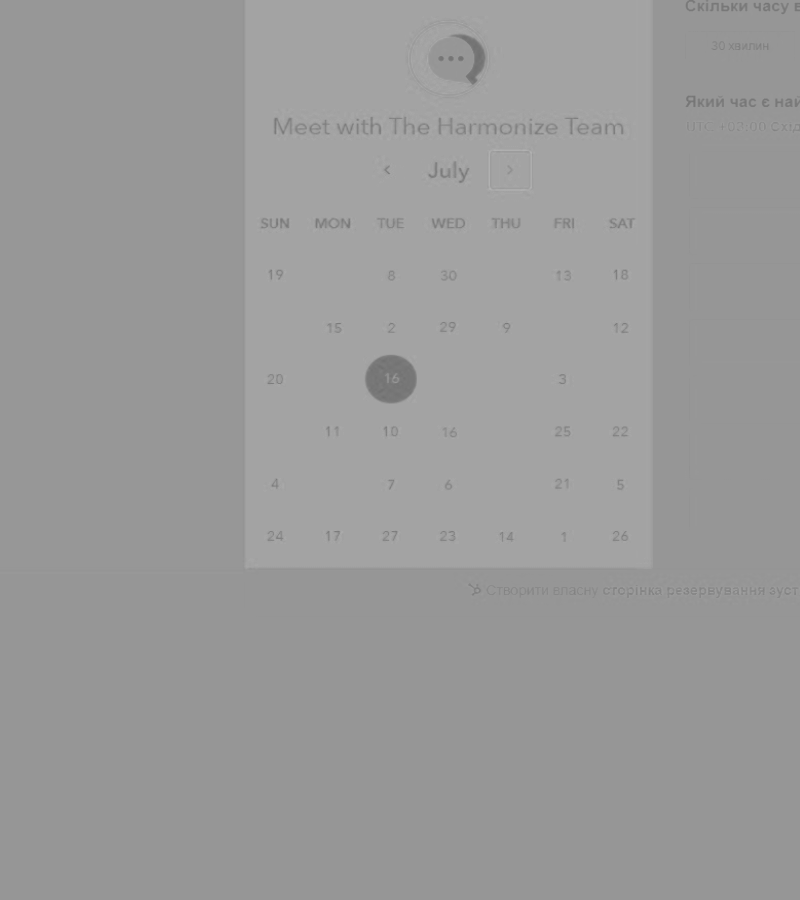 Скільки часу в
30 хвилин
Meet with The Harmonize Team
Який час є най
UTC +02:00 Схід
July
SUN MON TUE WED THU FRI SAT
19 8 30 13 18
15 2 29 9 12
20 16 3
11 10 16 25 22
4 7 6 21 5
24 17 27 23 14 1 26
Створити власну сторінка резервування зуст